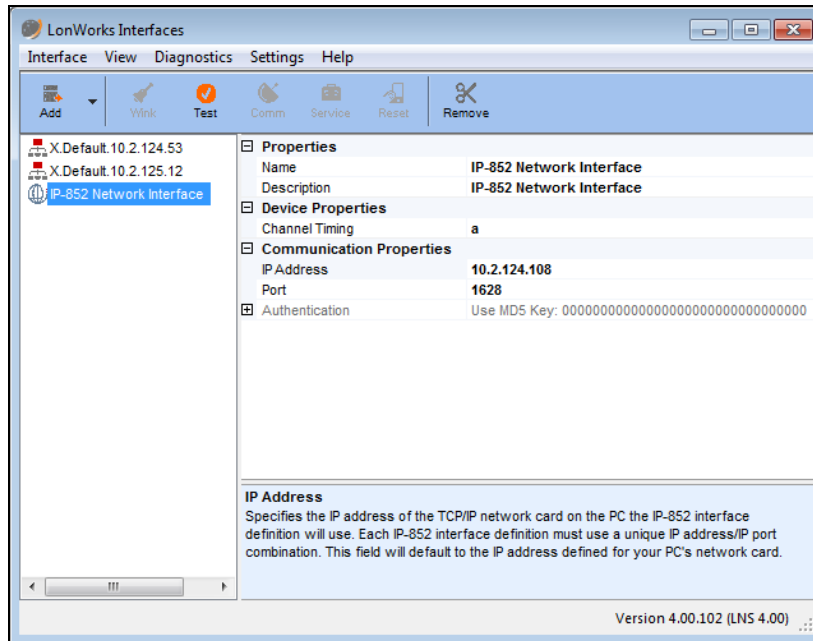 LonWorks Interfaces
Interface View Diagnostics Settings Help
Add Wink Test Comm Service Reset Remove
X.Default.10.2.124.53
X.Default.10.2.125.12
IP-852 Network Interface
Properties
Name IP-852 Network Interface
Description IP-852 Network Interface
Device Properties
Channel Timing a
Communication Properties
IP Address 10.2.124.108
Port 1628
Authentication Use MD5 Key: 00000000000000000000000000000000
IP Address
Specifies the IP address of the TCP/IP network card on the PC the IP-852 interface
definition will use. Each IP-852 interface definition must use a unique IP address/IP port
combination. This field will default to the IP address defined for your PC's network card.
Version 4.00.102 (LNS 4.00)